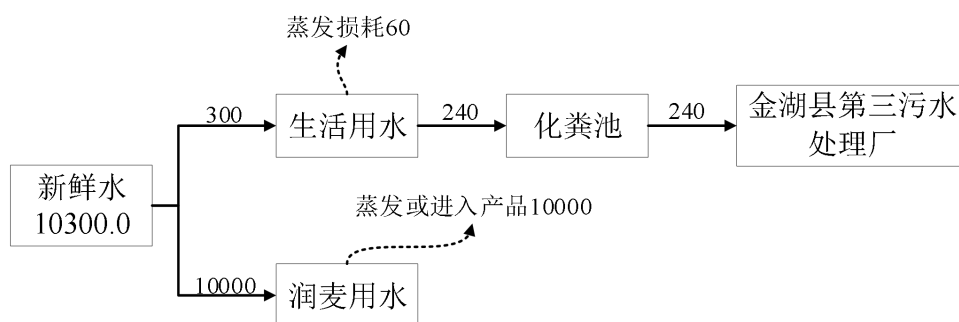 蒸发损耗60
300
生活用水
240
化粪池
240
金湖县第三污水
处理厂
新鲜水
10300.0
蒸发或进入产品10000
10000
润麦用水